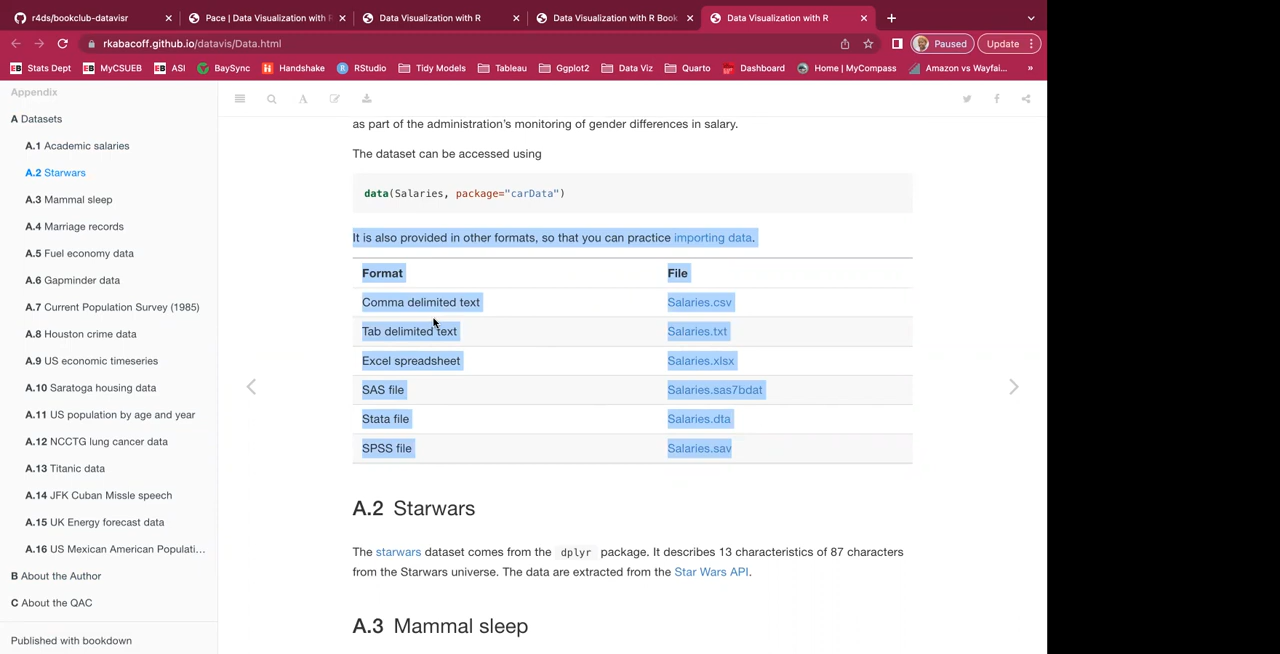 r4ds/bookclub-datavisr
Pace | Data Visualization with R
Data Visualization with R
Data Visualization with R Book
Data Visualization with R
rkabacoff.github.io/datavis/Data.html
Paused
Update
Stats Dept
MyCSUEB
ASI
BaySync
Handshake
RStudio
Tidy Models
Tableau
Ggplot2
Data Viz
Quarto
Dashboard
Home | MyCompass
Amazon vs Wayfai...
»
Appendix
A Datasets
A.1 Academic salaries
A.2 Starwars
A.3 Mammal sleep
A.4 Marriage records
A.5 Fuel economy data
A.6 Gapminder data
A.7 Current Population Survey (1985)
A.8 Houston crime data
A.9 US economic timeseries
A.10 Saratoga housing data
A.11 US population by age and year
A.12 NCCTG lung cancer data
A.13 Titanic data
A.14 JFK Cuban Missle speech
A.15 UK Energy forecast data
A.16 US Mexican American Populati...
B About the Author
C About the QAC
Published with bookdown
as part of the administration's monitoring of gender differences in salary.
The dataset can be accessed using
data(Salaries, package="carData")
It is also provided in other formats, so that you can practice importing data.
Format File
Comma delimited text Salaries.csv
Tab delimited text Salaries.txt
Excel spreadsheet Salaries.xlsx
SAS file Salaries.sas7bdat
Stata file Salaries.dta
SPSS file Salaries.sav
A.2 Starwars
The starwars dataset comes from the dplyr package. It describes 13 characteristics of 87 characters
from the Starwars universe. The data are extracted from the Star Wars API.
A.3 Mammal sleep